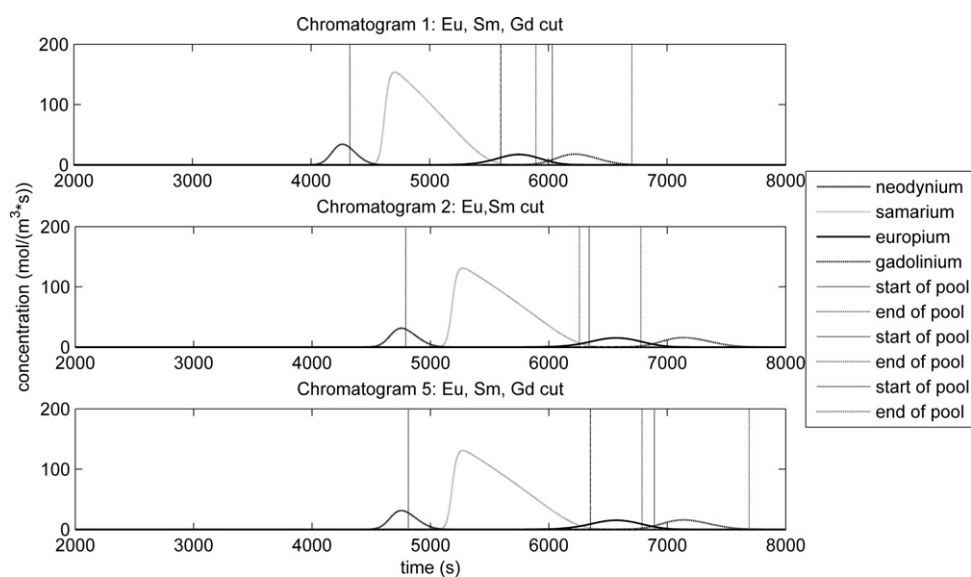 Chromatogram 1: Eu, Sm, Gd cut
200
100
0
2000 3000 4000 5000 6000 7000 8000
Chromatogram 2: Eu,Sm cut
200
100
0
2000 3000 4000 5000 6000 7000 8000
Chromatogram 5: Eu, Sm, Gd cut
200
100
0
2000 3000 4000 5000 6000 7000 8000
time (s)
concentration (mol/(m³*s))
neodynium
samarium
europium
gadolinium
start of pool
end of pool
start of pool
end of pool
start of pool
end of pool